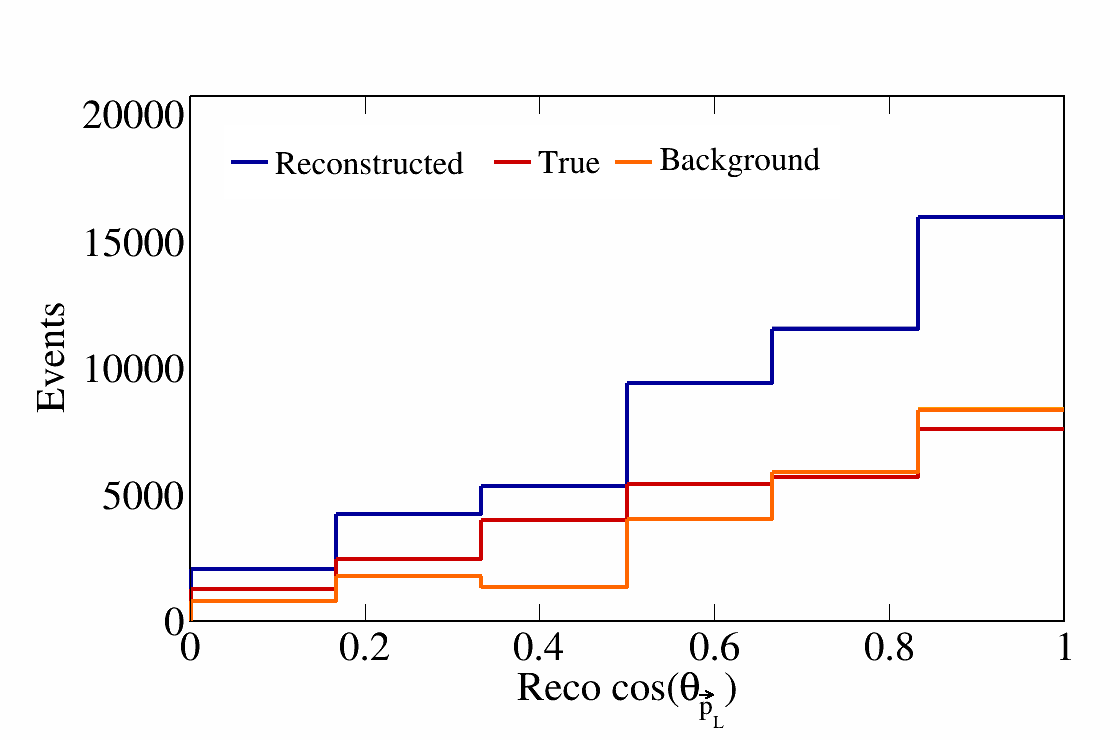 20000
Reconstructed True Background
15000
Events
10000
5000
0
0 0.2 0.4 0.6 0.8 1
Reco cos(θ p⃗ L)